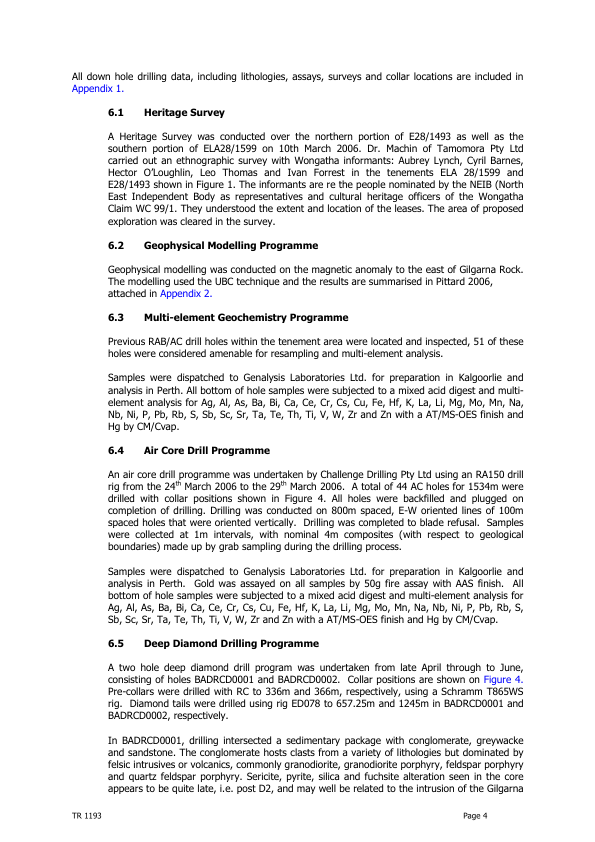 All down hole drilling data, including lithologies, assays, surveys and collar locations are included in
Appendix 1.
6.1 Heritage Survey
A Heritage Survey was conducted over the northern portion of E28/1493 as well as the
southern portion of ELA28/1599 on 10th March 2006. Dr. Machin of Tamomora Pty Ltd
carried out an ethnographic survey with Wongatha informants: Aubrey Lynch, Cyril Barnes,
Hector O'Loughlin, Leo Thomas and Ivan Forrest in the tenements ELA 28/1599 and
E28/1493 shown in Figure 1. The informants are re the people nominated by the NEIB (North
East Independent Body as representatives and cultural heritage officers of the Wongatha
Claim WC 99/1. They understood the extent and location of the leases. The area of proposed
exploration was cleared in the survey.
6.2 Geophysical Modelling Programme
Geophysical modelling was conducted on the magnetic anomaly to the east of Gilgarna Rock.
The modelling used the UBC technique and the results are summarised in Pittard 2006,
attached in Appendix 2.
6.3 Multi-element Geochemistry Programme
Previous RAB/AC drill holes within the tenement area were located and inspected, 51 of these
holes were considered amenable for resampling and multi-element analysis.
Samples were dispatched to Genalysis Laboratories Ltd. for preparation in Kalgoorlie and
analysis in Perth. All bottom of hole samples were subjected to a mixed acid digest and multi-
element analysis for Ag, Al, As, Ba, Bi, Ca, Ce, Cr, Cs, Cu, Fe, Hf, K, La, Li, Mg, Mo, Mn, Na,
Nb, Ni, P, Pb, Rb, S, Sb, Sc, Sr, Ta, Te, Th, Ti, V, W, Zr and Zn with a AT/MS-OES finish and
Hg by CM/Cvap.
6.4 Air Core Drill Programme
An air core drill programme was undertaken by Challenge Drilling Pty Ltd using an RA150 drill
rig from the 24th March 2006 to the 29th March 2006. A total of 44 AC holes for 1534m were
drilled with collar positions shown in Figure 4. All holes were backfilled and plugged on
completion of drilling. Drilling was conducted on 800m spaced, E-W oriented lines of 100m
spaced holes that were oriented vertically. Drilling was completed to blade refusal. Samples
were collected at 1m intervals, with nominal 4m composites (with respect to geological
boundaries) made up by grab sampling during the drilling process.
Samples were dispatched to Genalysis Laboratories Ltd. for preparation in Kalgoorlie and
analysis in Perth. Gold was assayed on all samples by 50g fire assay with AAS finish. All
bottom of hole samples were subjected to a mixed acid digest and multi-element analysis for
Ag, Al, As, Ba, Bi, Ca, Ce, Cr, Cs, Cu, Fe, Hf, K, La, Li, Mg, Mo, Mn, Na, Nb, Ni, P, Pb, Rb, S,
Sb, Sc, Sr, Ta, Te, Th, Ti, V, W, Zr and Zn with a AT/MS-OES finish and Hg by CM/Cvap.
6.5 Deep Diamond Drilling Programme
A two hole deep diamond drill program was undertaken from late April through to June,
consisting of holes BADRCD0001 and BADRCD0002. Collar positions are shown on Figure 4.
Pre-collars were drilled with RC to 336m and 366m, respectively, using a Schramm T865WS
rig. Diamond tails were drilled using rig ED078 to 657.25m and 1245m in BADRCD0001 and
BADRCD0002, respectively.
In BADRCD0001, drilling intersected a sedimentary package with conglomerate, greywacke
and sandstone. The conglomerate hosts clasts from a variety of lithologies but dominated by
felsic intrusives or volcanics, commonly granodiorite, granodiorite porphyry, feldspar porphyry
and quartz feldspar porphyry. Sericite, pyrite, silica and fuchsite alteration seen in the core
appears to be quite late, i.e. post D2, and may well be related to the intrusion of the Gilgarna
TR 1193 Page 4